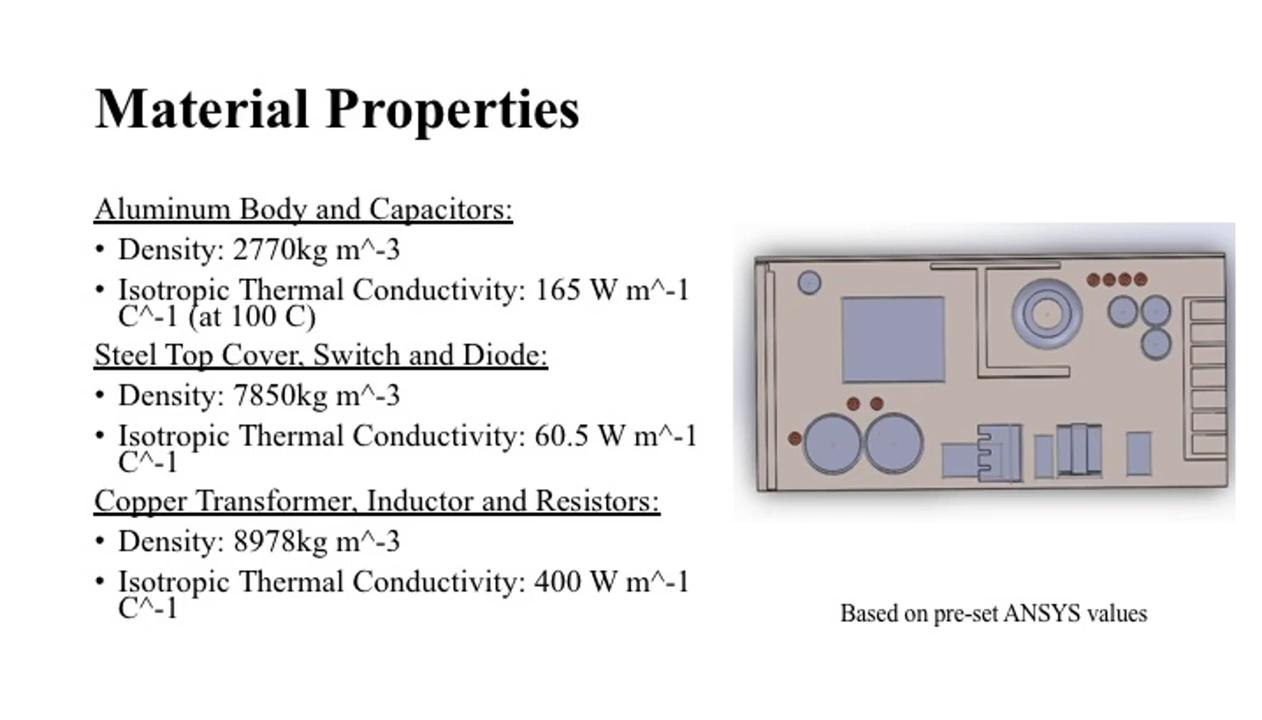 Material Properties
Aluminum Body and Capacitors:
• Density: 2770kg m^-3
• Isotropic Thermal Conductivity: 165 W m^-1
C^-1 (at 100 C)
Steel Top Cover, Switch and Diode:
• Density: 7850kg m^-3
• Isotropic Thermal Conductivity: 60.5 W m^-1
C^-1
Copper Transformer, Inductor and Resistors:
• Density: 8978kg m^-3
• Isotropic Thermal Conductivity: 400 W m^-1
C^-1
Based on pre-set ANSYS values